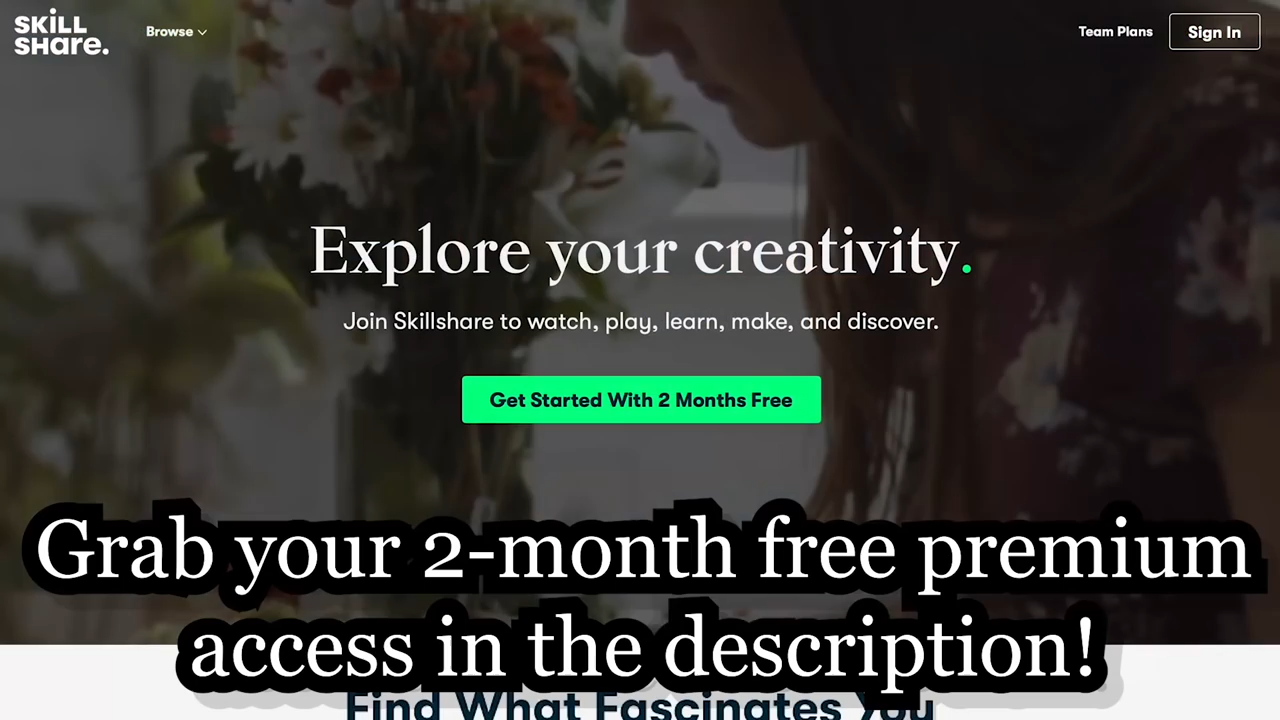 SKILL
SHare.
Browse
Team Plans
Sign In
Explore your creativity.
Join Skillshare to watch, play, learn, make, and discover.
Get Started With 2 Months Free
Grab your 2-month free premium
access in the description!
Find What Fascinates You